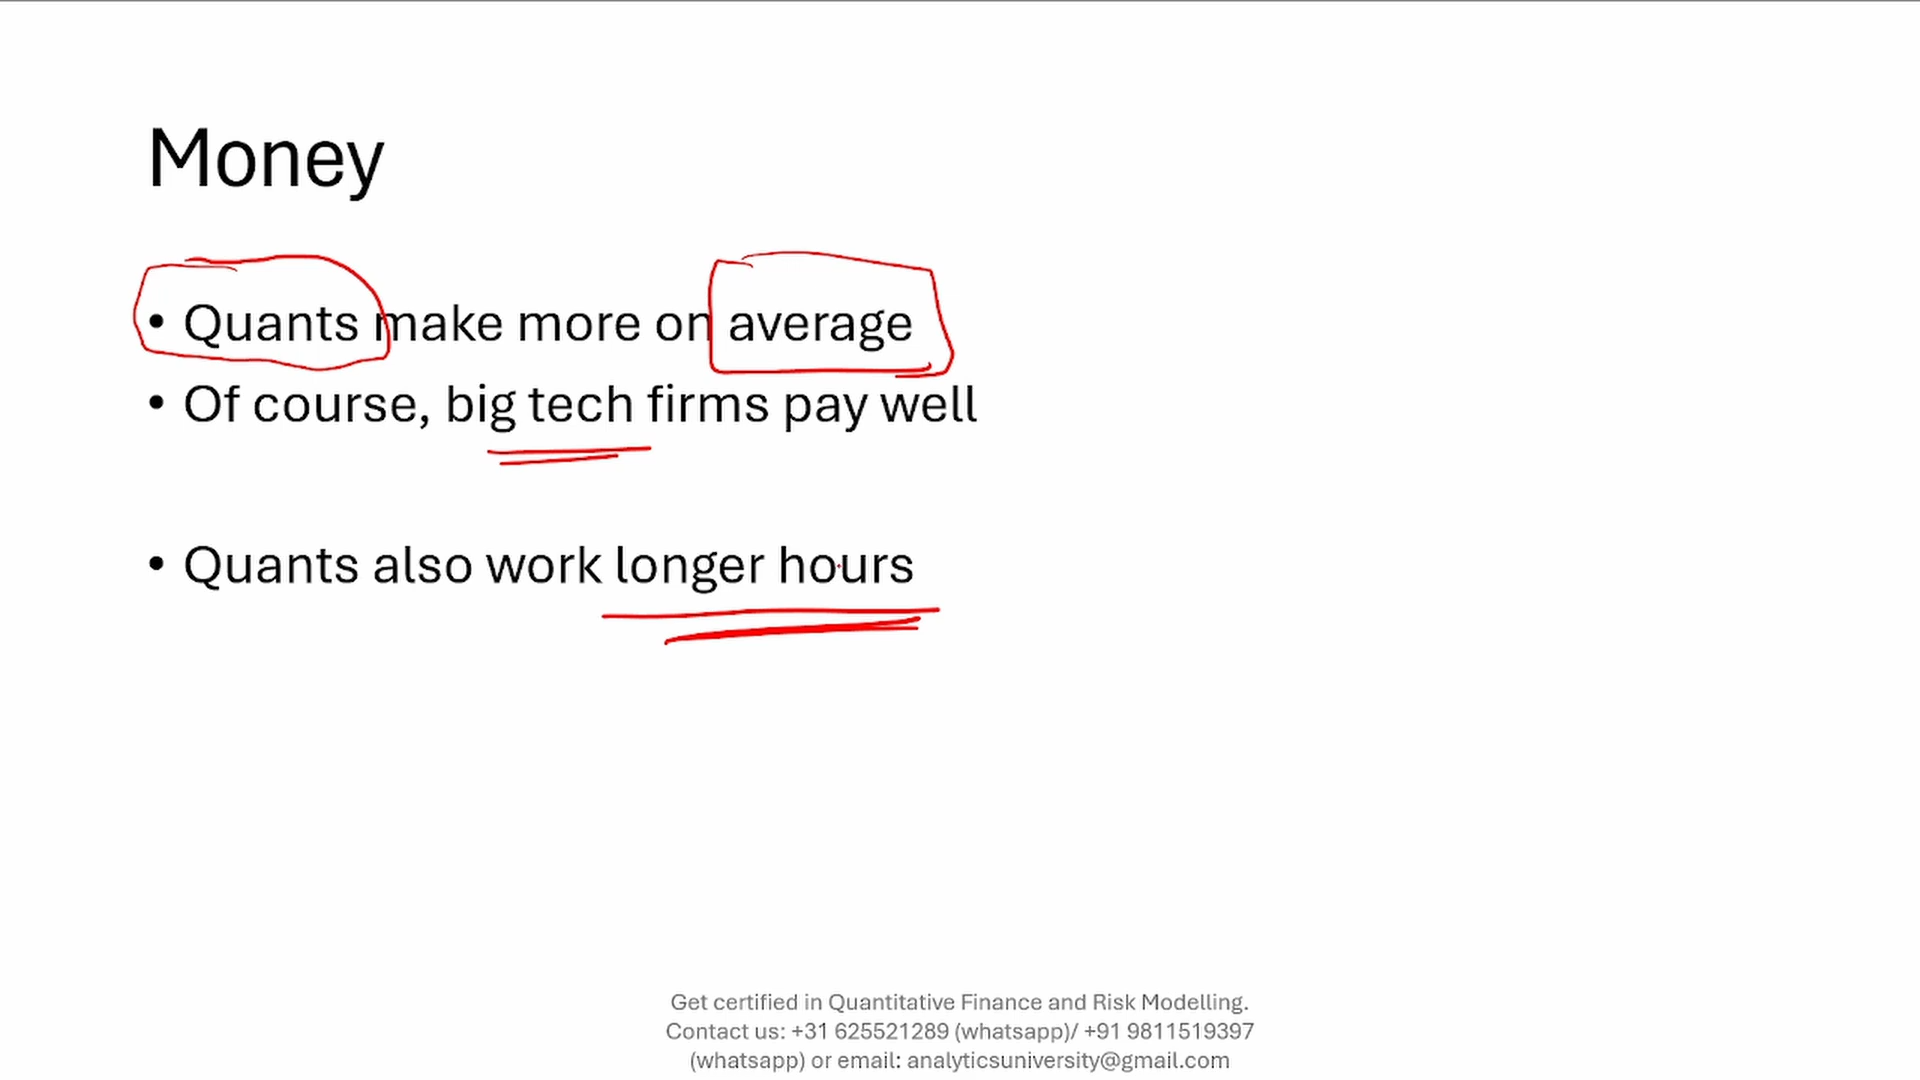 Money
• Quants make more on average
• Of course, big tech firms pay well
• Quants also work longer hours
Get certified in Quantitative Finance and Risk Modelling.
Contact us: +31 625521289 (whatsapp)/ +91 9811519397
(whatsapp) or email: analyticsuniversity@gmail.com